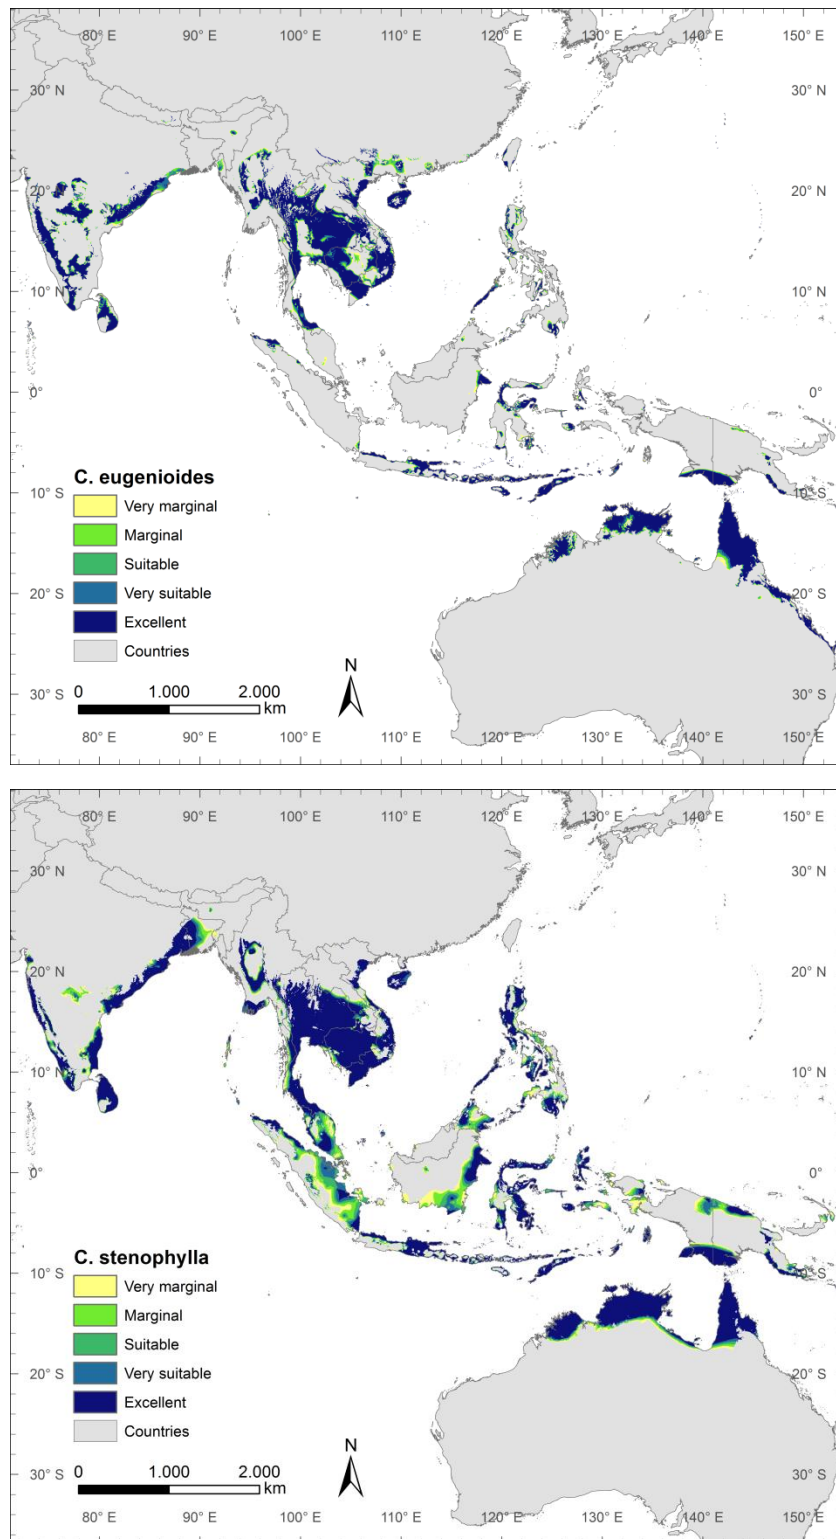 80° E 90° E 100° E 110° E 120° E 130° E 140° E 150° E
30° N 30° N
20° N 20° N
10° N 10° N
0° 0°
10° S 10° S
20° S 20° S
30° S 30° S
C. eugenioides
Very marginal
Marginal
Suitable
Very suitable
Excellent
Countries
N
0 1.000 2.000
km
80° E 90° E 100° E 110° E 120° E 130° E 140° E 150° E
80° E 90° E 100° E 110° E 120° E 130° E 140° E 150° E
30° N 30° N
20° N 20° N
10° N 10° N
0° 0°
10° S 10° S
20° S 20° S
30° S 30° S
C. stenophylla
Very marginal
Marginal
Suitable
Very suitable
Excellent
Countries
N
0 1.000 2.000
km
80° E 90° E 100° E 110° E 120° E 130° E 140° E 150° E